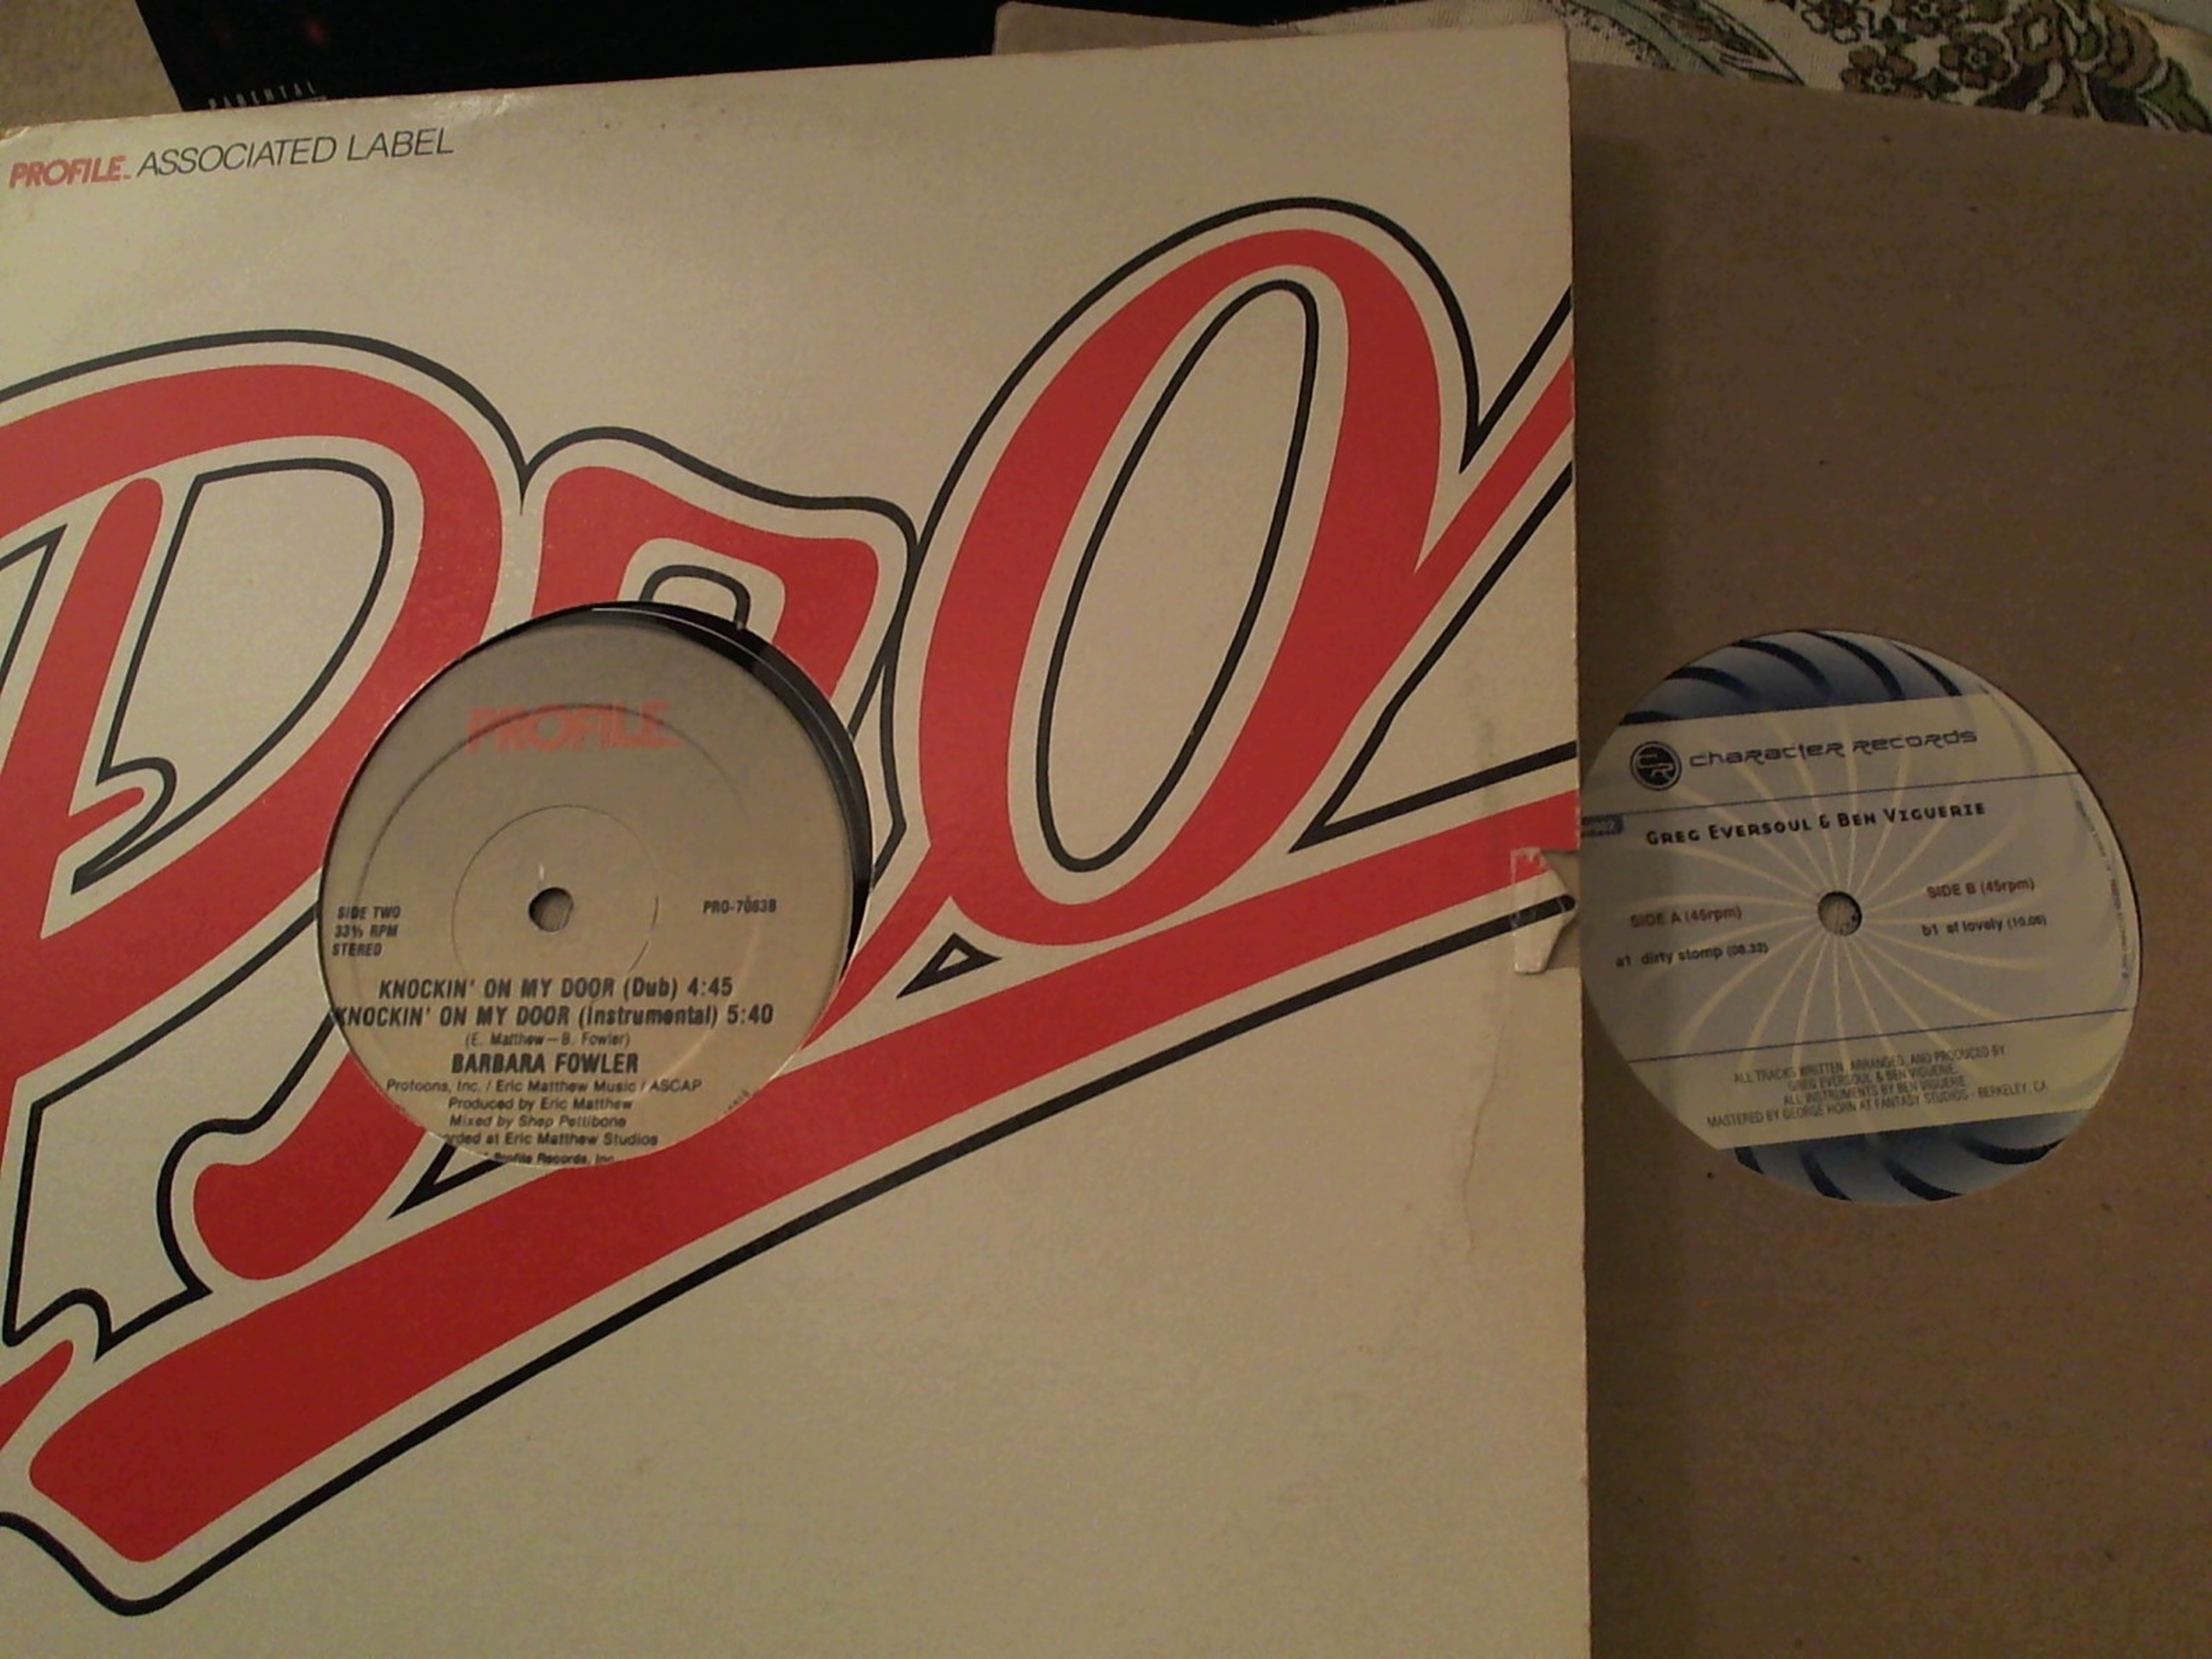 PARENTAL
PROFILE. ASSOCIATED LABEL
Pro
PROFILE
SIDE TWO
33⅓ RPM
STEREO
PRO-7063B
KNOCKIN' ON MY DOOR (Dub) 4:45
KNOCKIN' ON MY DOOR (Instrumental) 5:40
(E. Matthew—B. Fowler)
BARBARA FOWLER
Protoons, Inc. / Eric Matthew Music / ASCAP
Produced by Eric Matthew
Mixed by Shep Pettibone
orded at Eric Matthew Studios
Profile Records, Inc.
CR
character records
Greg Eversoul & Ben Viguerie
SIDE A (45rpm)
a1 dirty stomp (08.32)
SIDE B (45rpm)
b1 ef lovely (10.08)
ALL TRACKS WRITTEN, ARRANGED, AND PRODUCED BY
GREG EVERSOUL & BEN VIGUERIE.
ALL INSTRUMENTS BY BEN VIGUERIE.
MASTERED BY GEORGE HORN AT FANTASY STUDIOS - BERKELEY, CA